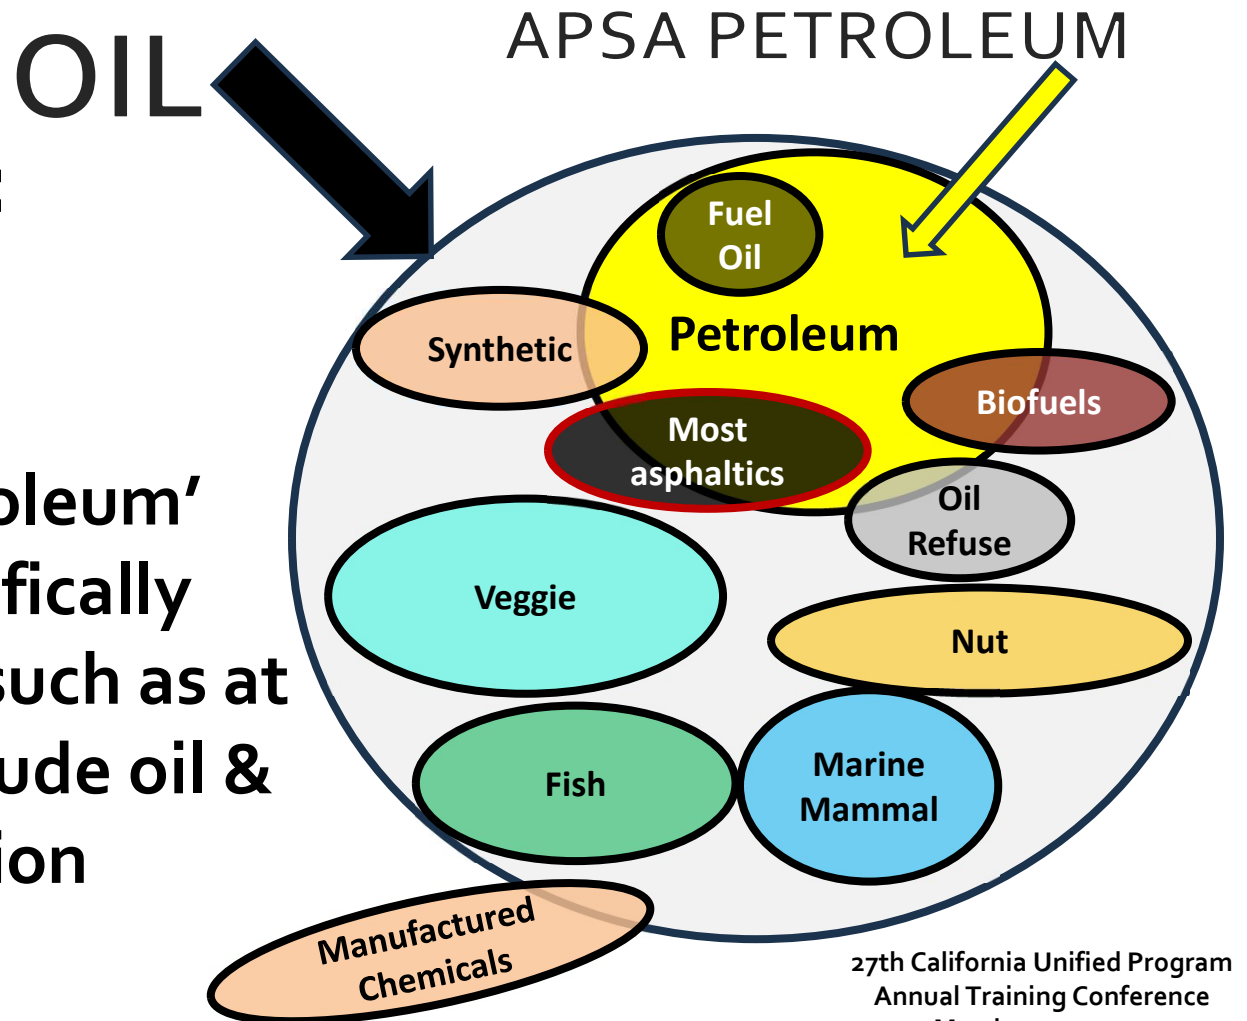 OIL
APSA PETROLEUM
:
Fuel
Oil
Petroleum
Synthetic
Biofuels
Most
asphaltics
Oil
Refuse
Veggie
Nut
Fish
Marine
Mammal
Manufactured
Chemicals
oleum’
fically
such as at
ude oil &
ion
27th California Unified Program
Annual Training Conference